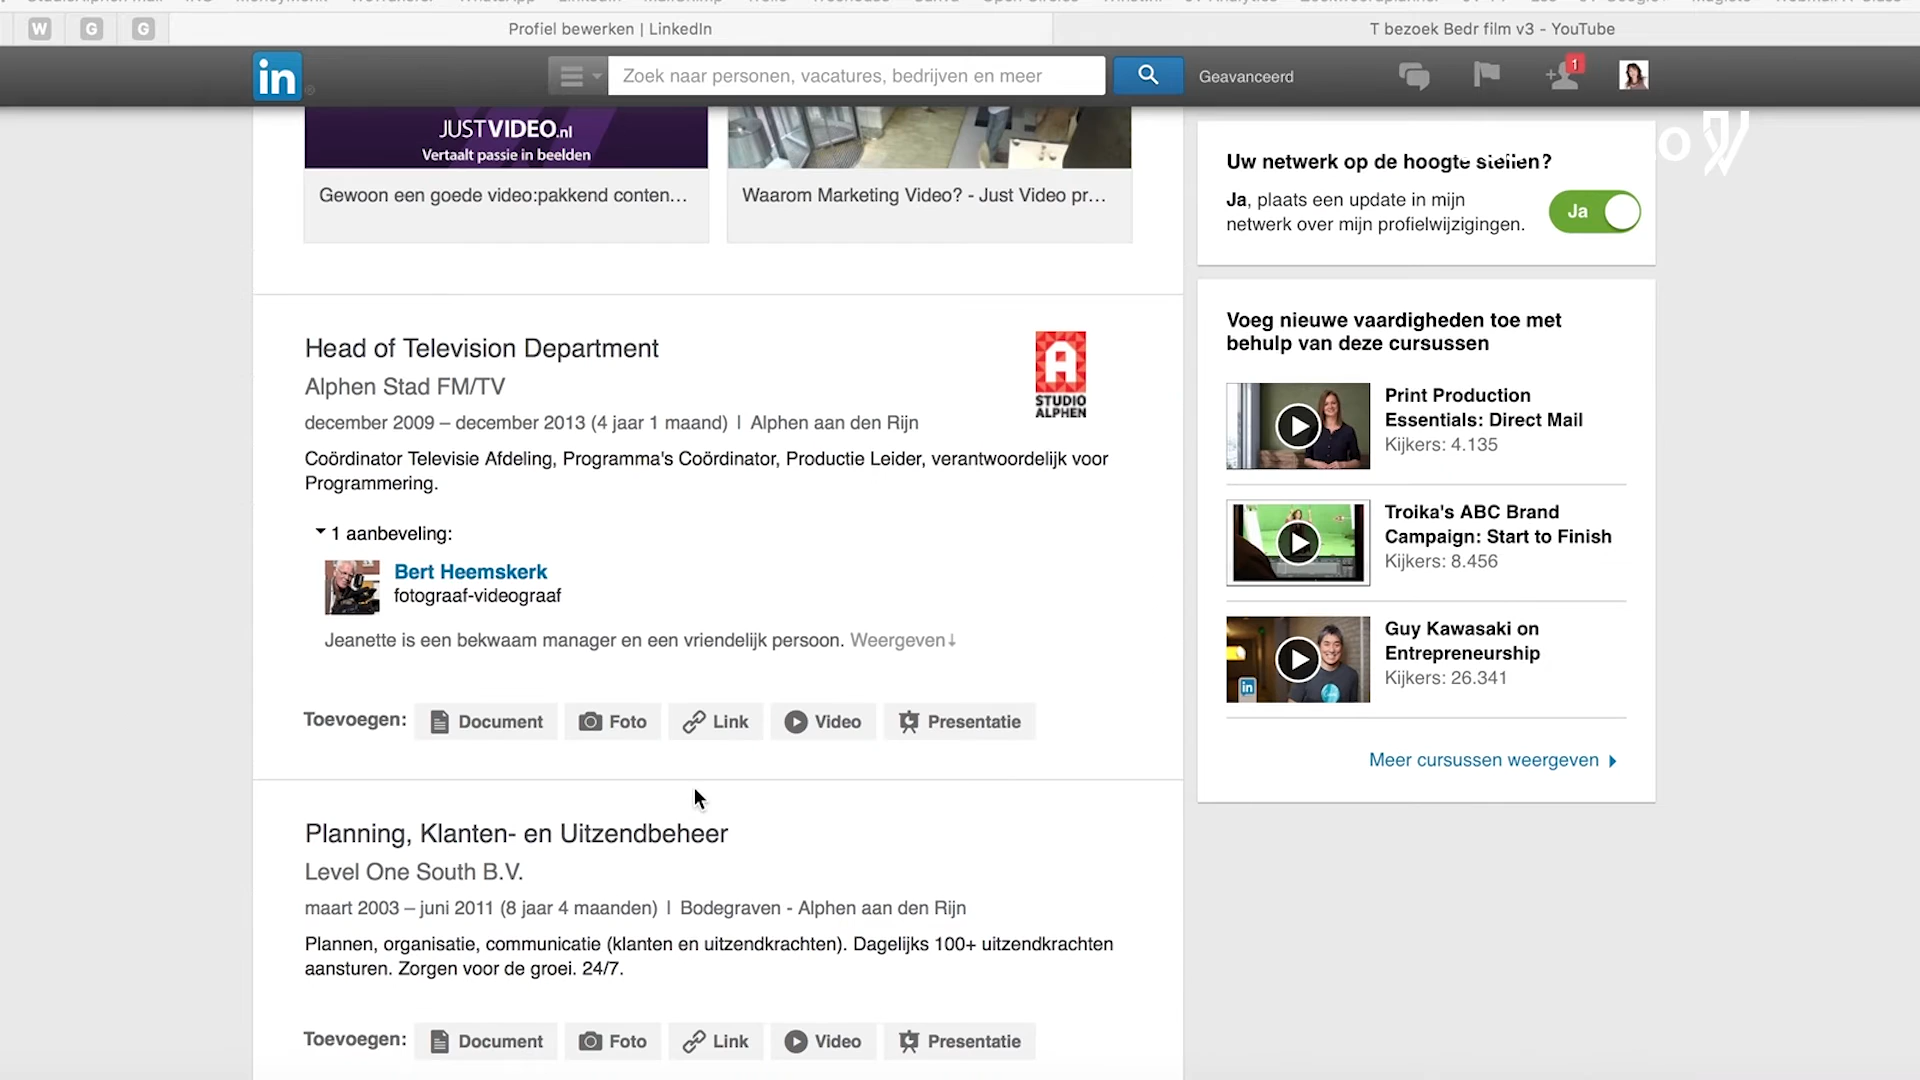 W G G Profiel bewerken | LinkedIn T bezoek Bedr film v3 - YouTube
in Zoek naar personen, vacatures, bedrijven en meer Geavanceerd 1
JUSTVIDEO.nl
Vertaalt passie in beelden
Gewoon een goede video:pakkend conten...
Waarom Marketing Video? - Just Video pr...
Uw netwerk op de hoogte stellen?
Ja, plaats een update in mijn
netwerk over mijn profielwijzigingen.
Ja
Head of Television Department
Alphen Stad FM/TV
december 2009 – december 2013 (4 jaar 1 maand) | Alphen aan den Rijn
Coördinator Televisie Afdeling, Programma's Coördinator, Productie Leider, verantwoordelijk voor
Programmering.
A
STUDIO
ALPHEN
1 aanbeveling:
Bert Heemskerk
fotograaf-videograaf
Jeanette is een bekwaam manager en een vriendelijk persoon. Weergeven↓
Toevoegen: Document Foto Link Video Presentatie
Planning, Klanten- en Uitzendbeheer
Level One South B.V.
maart 2003 – juni 2011 (8 jaar 4 maanden) | Bodegraven - Alphen aan den Rijn
Plannen, organisatie, communicatie (klanten en uitzendkrachten). Dagelijks 100+ uitzendkrachten
aansturen. Zorgen voor de groei. 24/7.
Toevoegen: Document Foto Link Video Presentatie
Voeg nieuwe vaardigheden toe met
behulp van deze cursussen
Print Production
Essentials: Direct Mail
Kijkers: 4.135
Troika's ABC Brand
Campaign: Start to Finish
Kijkers: 8.456
in
Guy Kawasaki on
Entrepreneurship
Kijkers: 26.341
Meer cursussen weergeven